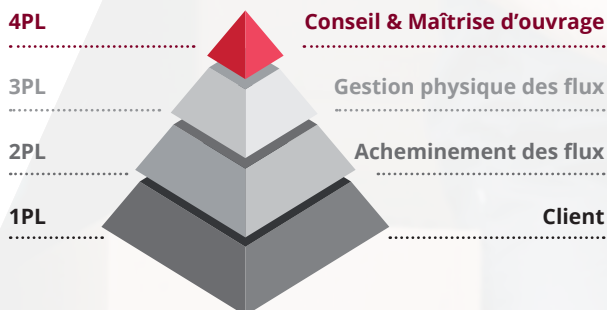 4PL Conseil & Maîtrise d’ouvrage
3PL Gestion physique des flux
2PL Acheminement des flux
1PL Client